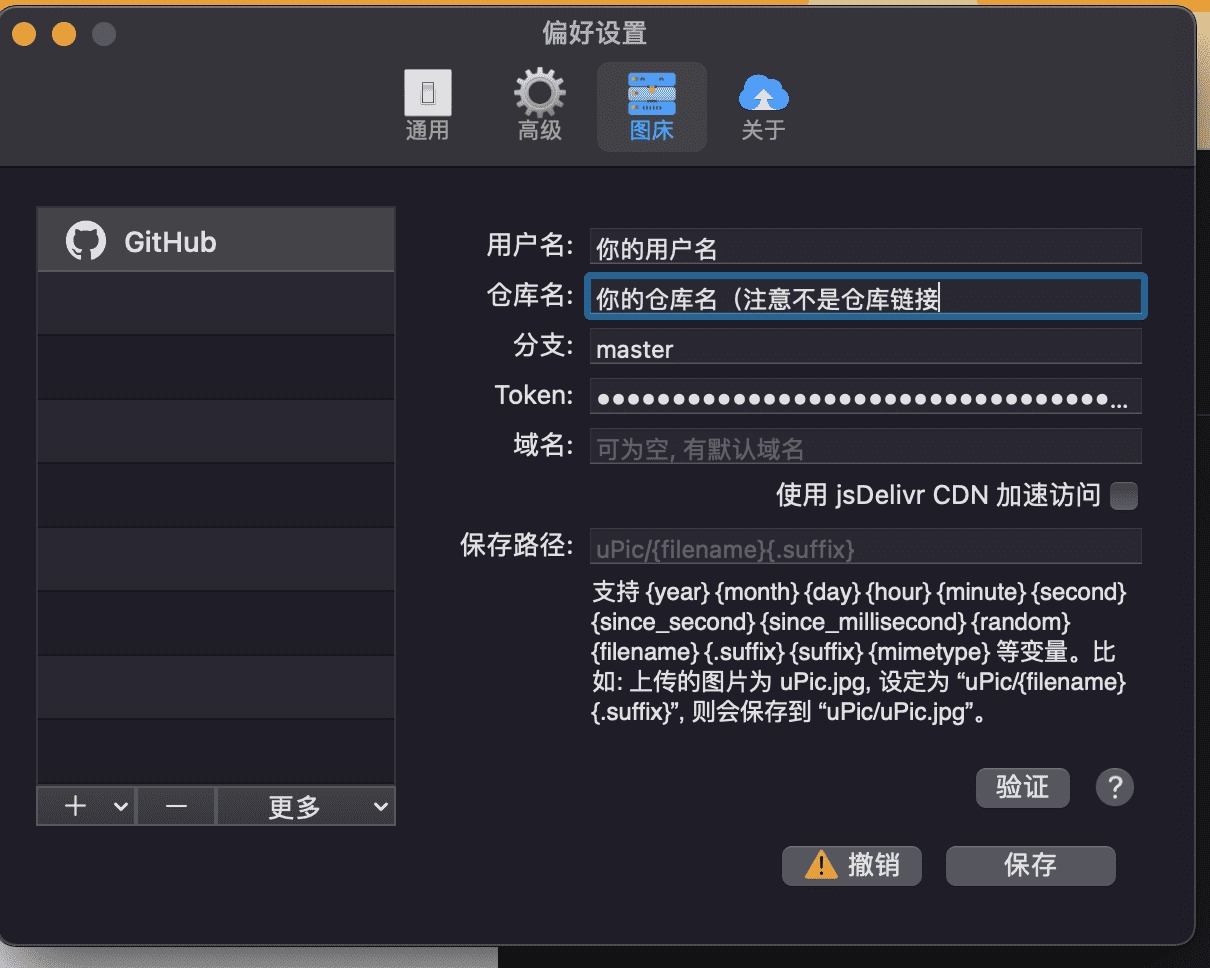 偏好设置
通用
高级
图床
关于
GitHub
用户名: 你的用户名
仓库名: 你的仓库名（注意不是仓库链接
分支: master
Token: ●●●●●●●●●●●●●●●●●●●●●●●●●●●●●●●●●●...
域名: 可为空, 有默认域名
使用 jsDelivr CDN 加速访问
保存路径: uPic/{filename}{.suffix}
支持 {year} {month} {day} {hour} {minute} {second}
{since_second} {since_millisecond} {random}
{filename} {.suffix} {suffix} {mimetype} 等变量。比
如: 上传的图片为 uPic.jpg, 设定为 “uPic/{filename}
{.suffix}”, 则会保存到 “uPic/uPic.jpg”。
验证
?
+
−
更多
撤销
保存